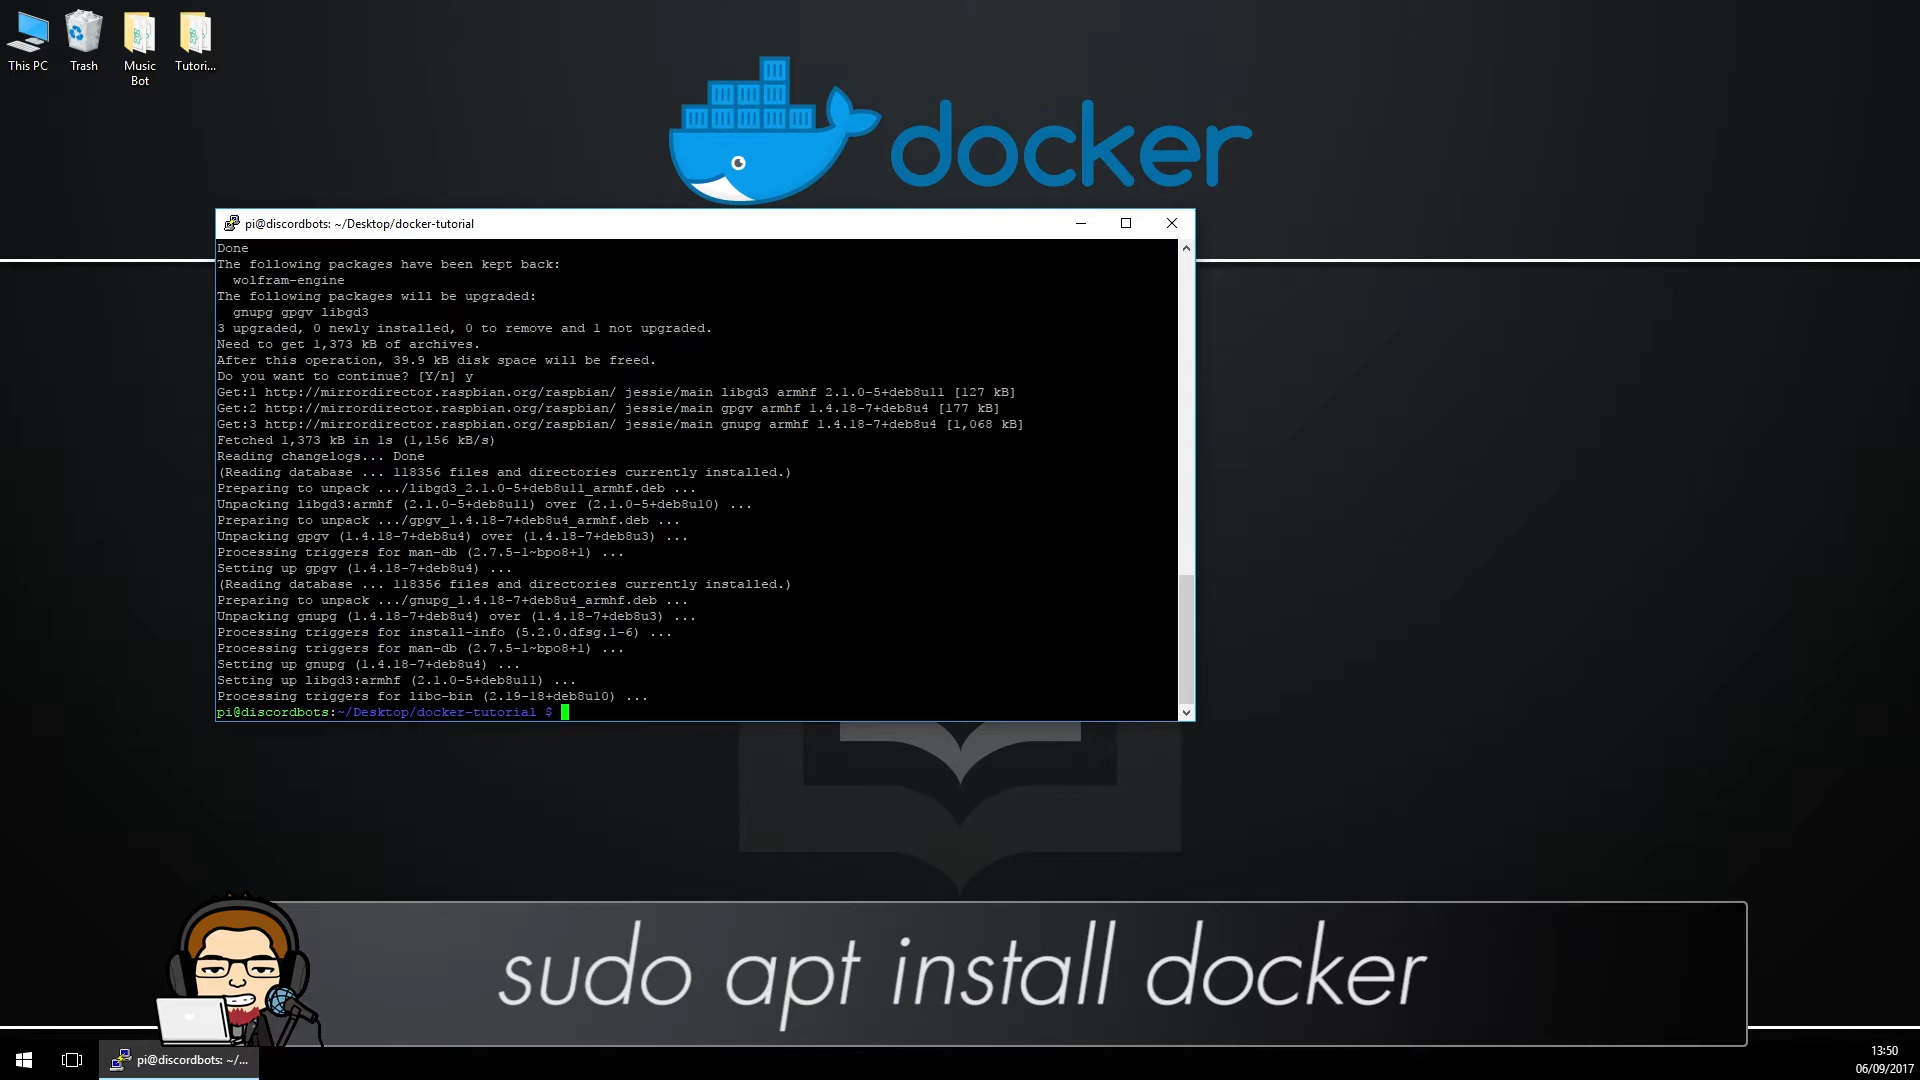 This PC
Trash
Music Bot
Tutori...
docker
pi@discordbots: ~/Desktop/docker-tutorial
Done
The following packages have been kept back:
  wolfram-engine
The following packages will be upgraded:
  gnupg gpgv libgd3
3 upgraded, 0 newly installed, 0 to remove and 1 not upgraded.
Need to get 1,373 kB of archives.
After this operation, 39.9 kB disk space will be freed.
Do you want to continue? [Y/n] y
Get:1 http://mirrordirector.raspbian.org/raspbian/ jessie/main libgd3 armhf 2.1.0-5+deb8u11 [127 kB]
Get:2 http://mirrordirector.raspbian.org/raspbian/ jessie/main gpgv armhf 1.4.18-7+deb8u4 [177 kB]
Get:3 http://mirrordirector.raspbian.org/raspbian/ jessie/main gnupg armhf 1.4.18-7+deb8u4 [1,068 kB]
Fetched 1,373 kB in 1s (1,156 kB/s)
Reading changelogs... Done
(Reading database ... 118356 files and directories currently installed.)
Preparing to unpack .../libgd3_2.1.0-5+deb8u11_armhf.deb ...
Unpacking libgd3:armhf (2.1.0-5+deb8u11) over (2.1.0-5+deb8u10) ...
Preparing to unpack .../gpgv_1.4.18-7+deb8u4_armhf.deb ...
Unpacking gpgv (1.4.18-7+deb8u4) over (1.4.18-7+deb8u3) ...
Processing triggers for man-db (2.7.5-1~bpo8+1) ...
Setting up gpgv (1.4.18-7+deb8u4) ...
(Reading database ... 118356 files and directories currently installed.)
Preparing to unpack .../gnupg_1.4.18-7+deb8u4_armhf.deb ...
Unpacking gnupg (1.4.18-7+deb8u4) over (1.4.18-7+deb8u3) ...
Processing triggers for install-info (5.2.0.dfsg.1-6) ...
Processing triggers for man-db (2.7.5-1~bpo8+1) ...
Setting up gnupg (1.4.18-7+deb8u4) ...
Setting up libgd3:armhf (2.1.0-5+deb8u11) ...
Processing triggers for libc-bin (2.19-18+deb8u10) ...
pi@discordbots:~/Desktop/docker-tutorial $
sudo apt install docker
pi@discordbots: ~/...
13:50
06/09/2017